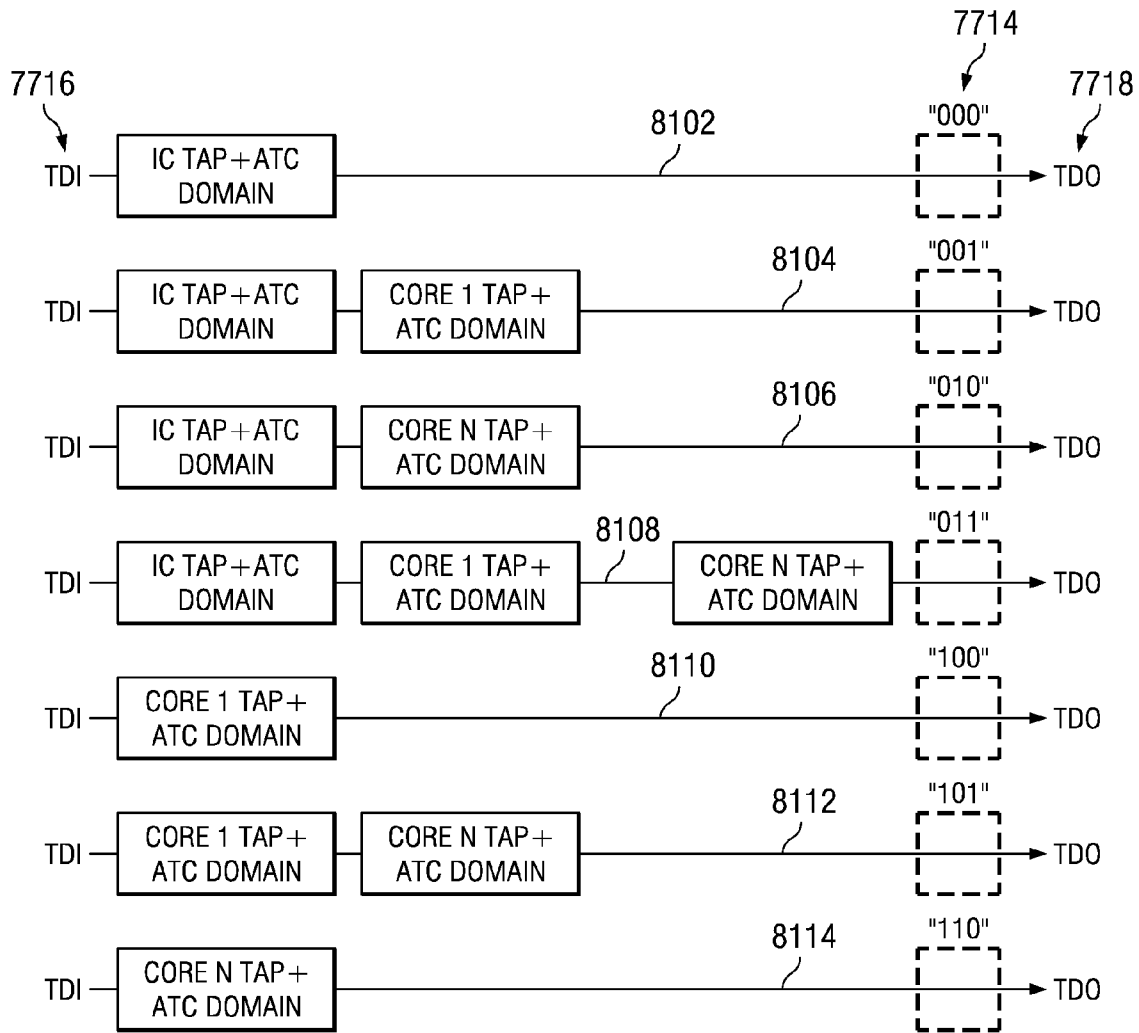 7714
7716
7718
"000"
8102
TDI
IC TAP+ATC
DOMAIN
TDO
"001"
8104
TDI
IC TAP+ATC
DOMAIN
CORE 1 TAP+
ATC DOMAIN
TDO
"010"
8106
TDI
IC TAP+ATC
DOMAIN
CORE N TAP+
ATC DOMAIN
TDO
"011"
8108
TDI
IC TAP+ATC
DOMAIN
CORE 1 TAP+
ATC DOMAIN
CORE N TAP+
ATC DOMAIN
TDO
"100"
8110
TDI
CORE 1 TAP+
ATC DOMAIN
TDO
"101"
8112
TDI
CORE 1 TAP+
ATC DOMAIN
CORE N TAP+
ATC DOMAIN
TDO
"110"
8114
TDI
CORE N TAP+
ATC DOMAIN
TDO